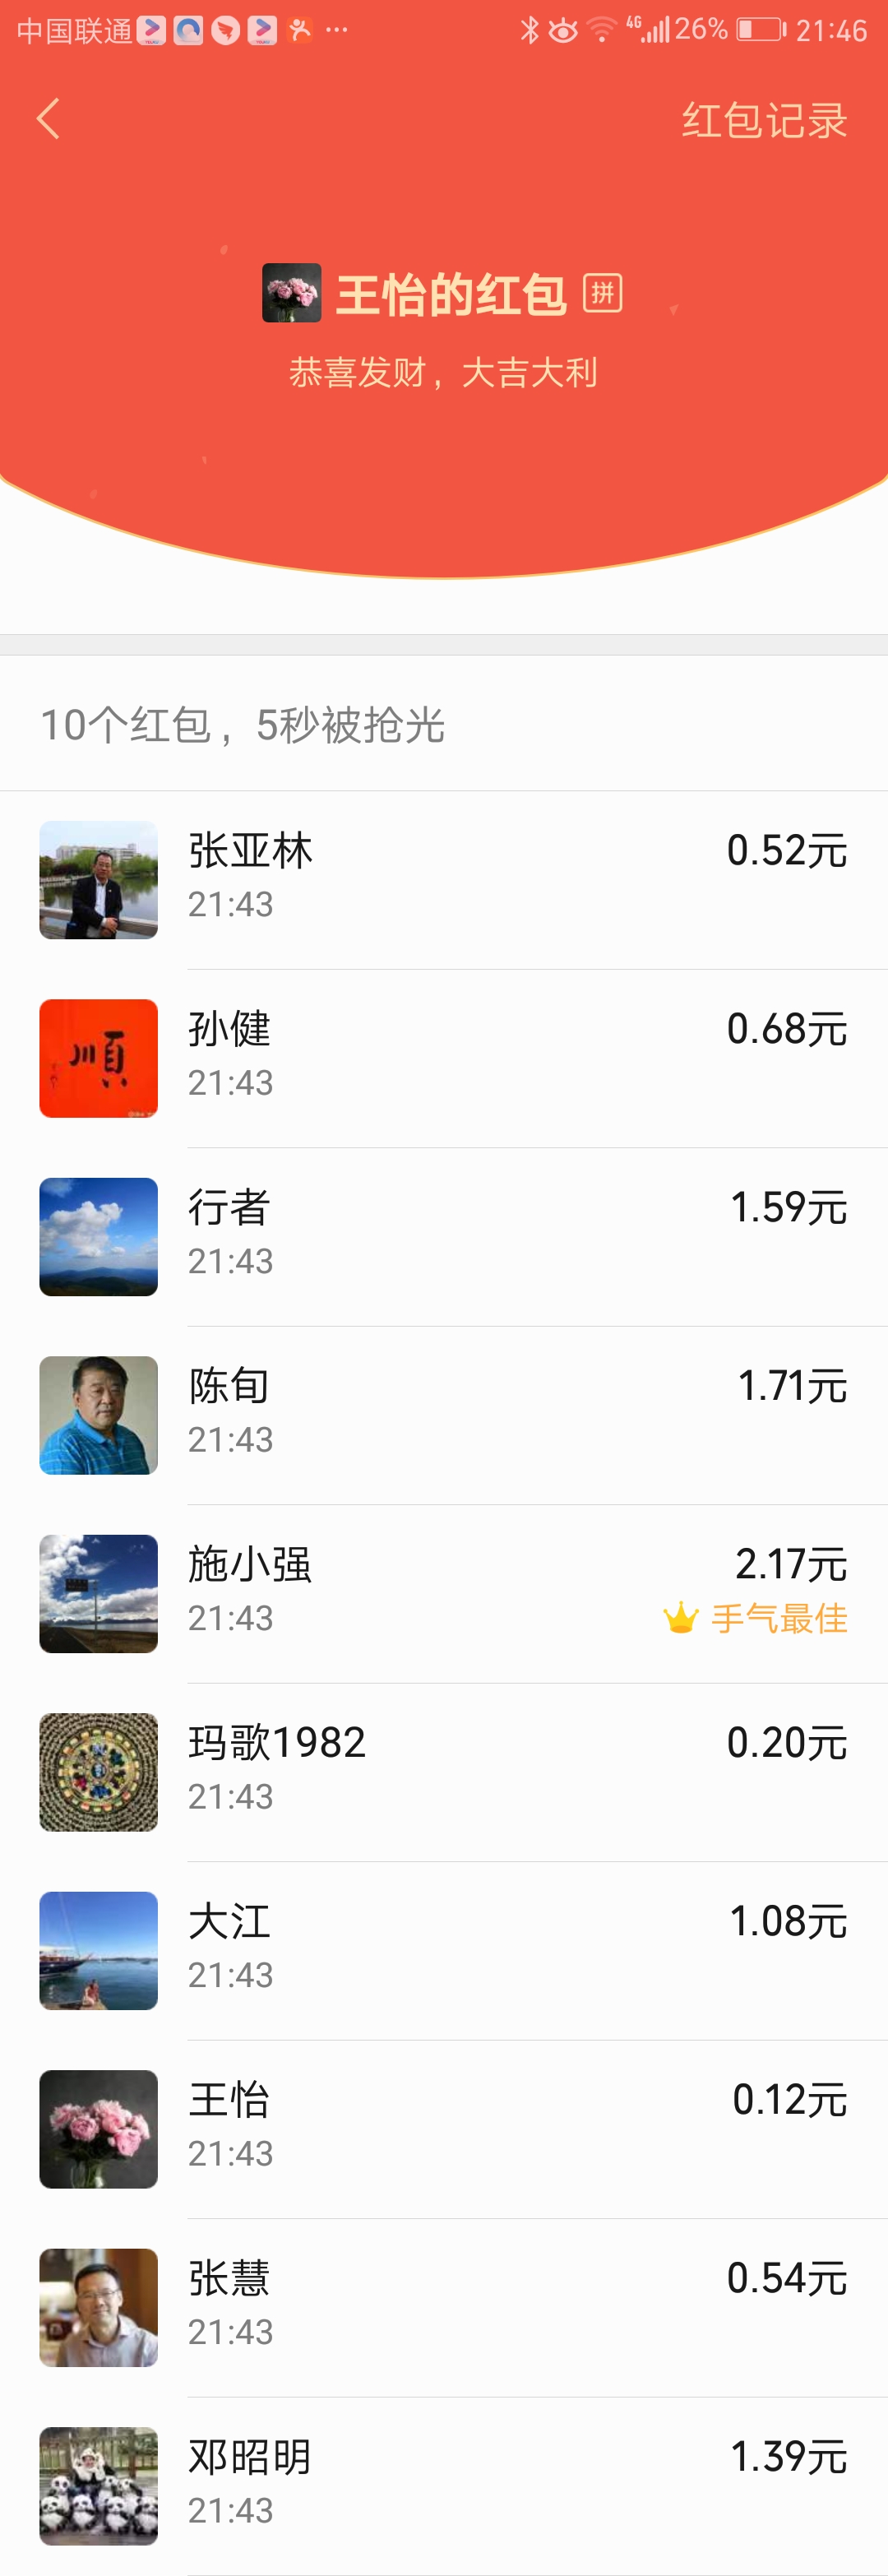 中国联通 4G 26% 21:46
红包记录
王怡的红包 拼
恭喜发财，大吉大利
10个红包，5秒被抢光
张亚林 0.52元
21:43
孙健 0.68元
21:43
順
行者 1.59元
21:43
陈旬 1.71元
21:43
施小强 2.17元
21:43 手气最佳
玛歌1982 0.20元
21:43
大江 1.08元
21:43
王怡 0.12元
21:43
张慧 0.54元
21:43
邓昭明 1.39元
21:43